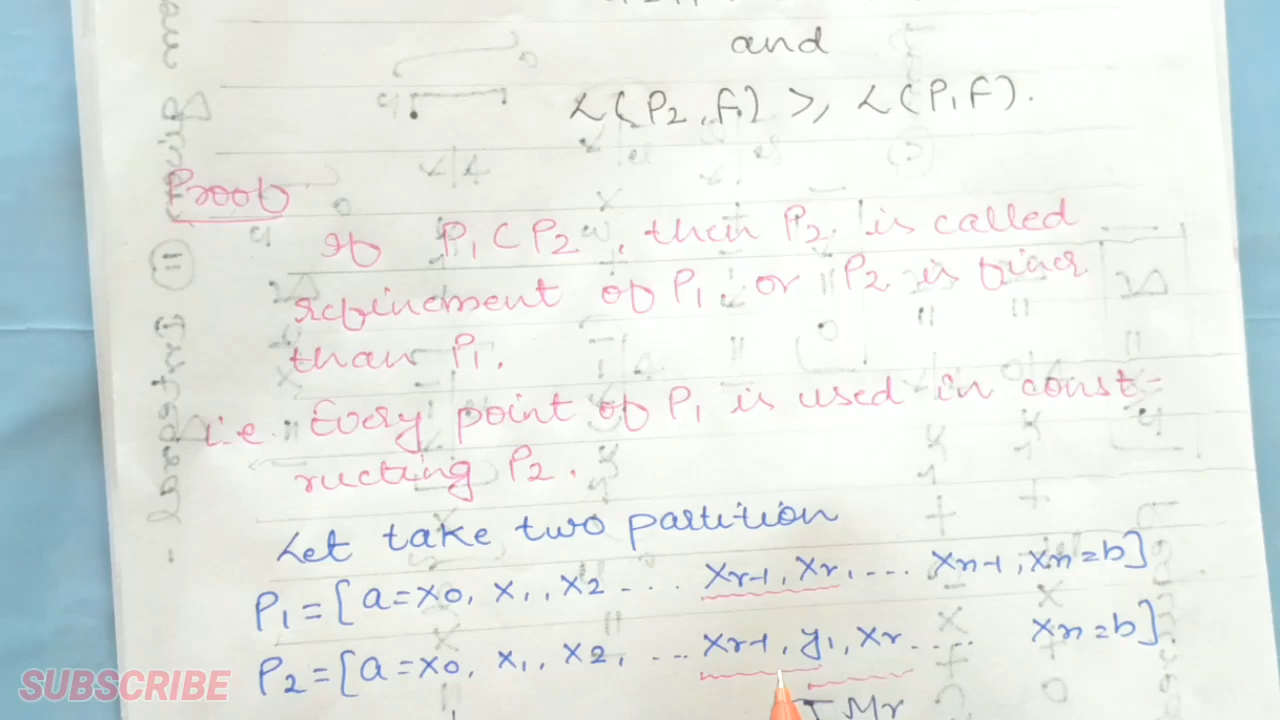 and
L(P2, f) ≥, L(P1 F).
Proof
If P1 ⊂ P2, then P2 is called
refinement of P1 or P2 is finer
than P1.
i.e. Every point of P1 is used in const-
ructing P2.
Let take two partition
P1 = [a = x0, x1, x2 ... xr-1, xr, ... xn-1, xn = b]
P2 = [a = x0, x1, x2, ... xr-1, y1, xr .... xn = b].
Mr
SUBSCRIBE